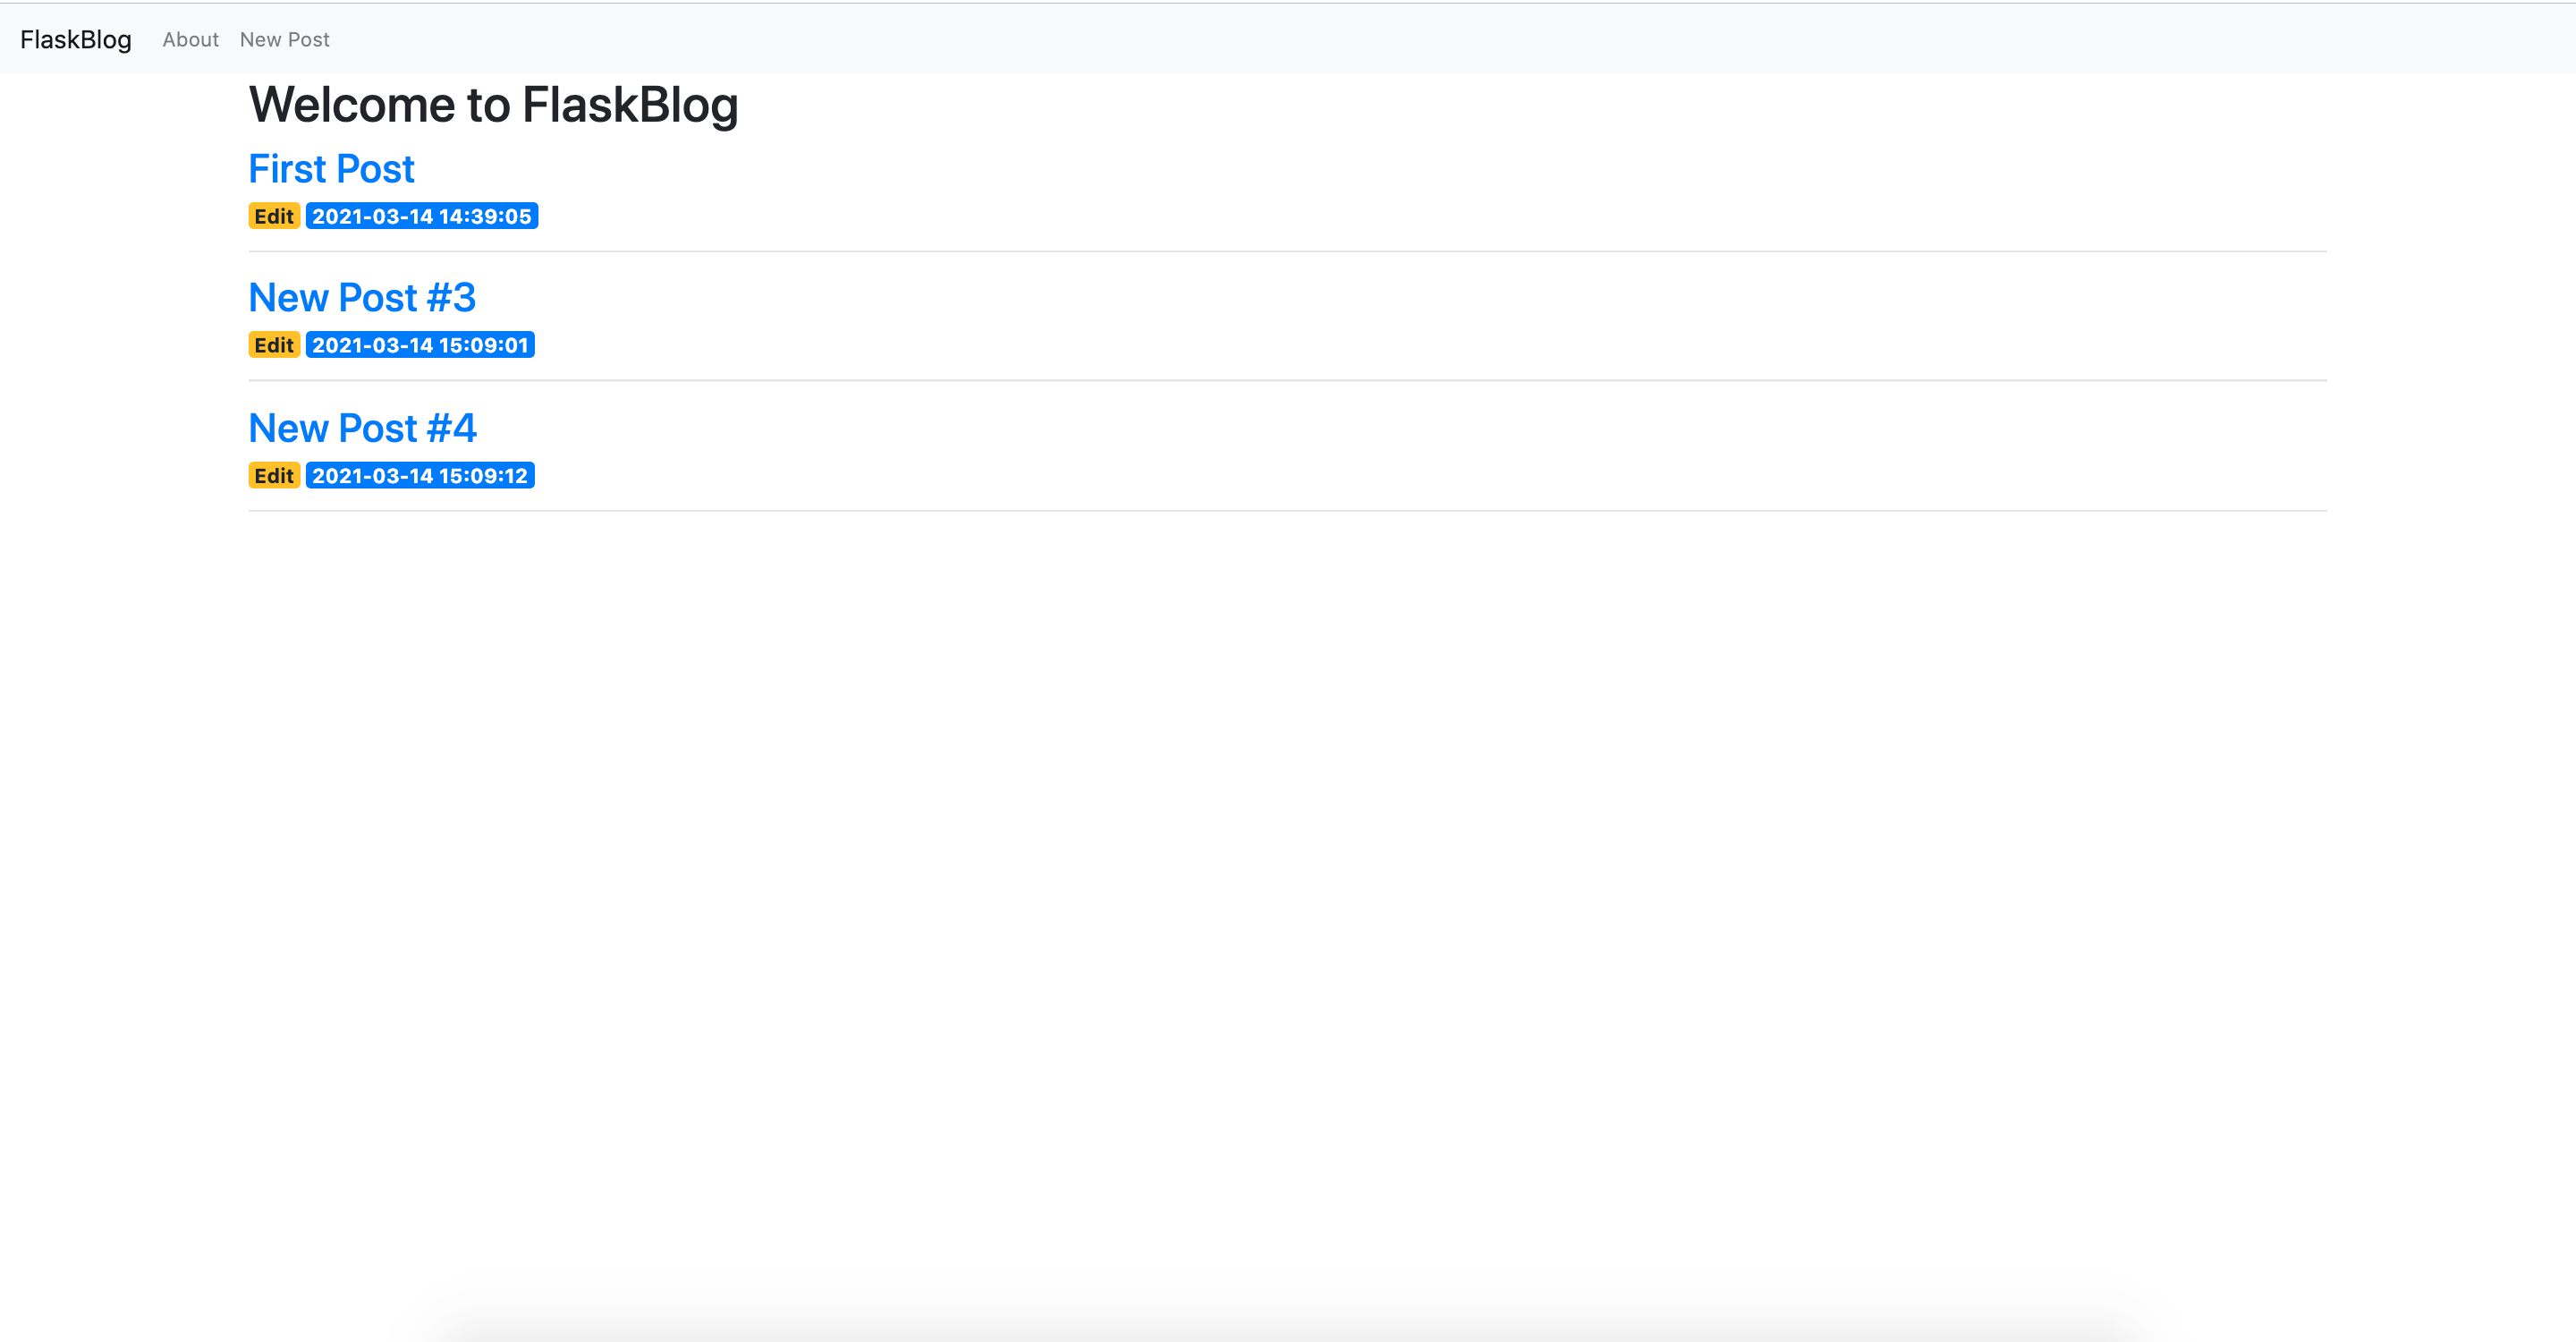 FlaskBlog About New Post
Welcome to FlaskBlog
First Post
Edit 2021-03-14 14:39:05
New Post #3
Edit 2021-03-14 15:09:01
New Post #4
Edit 2021-03-14 15:09:12